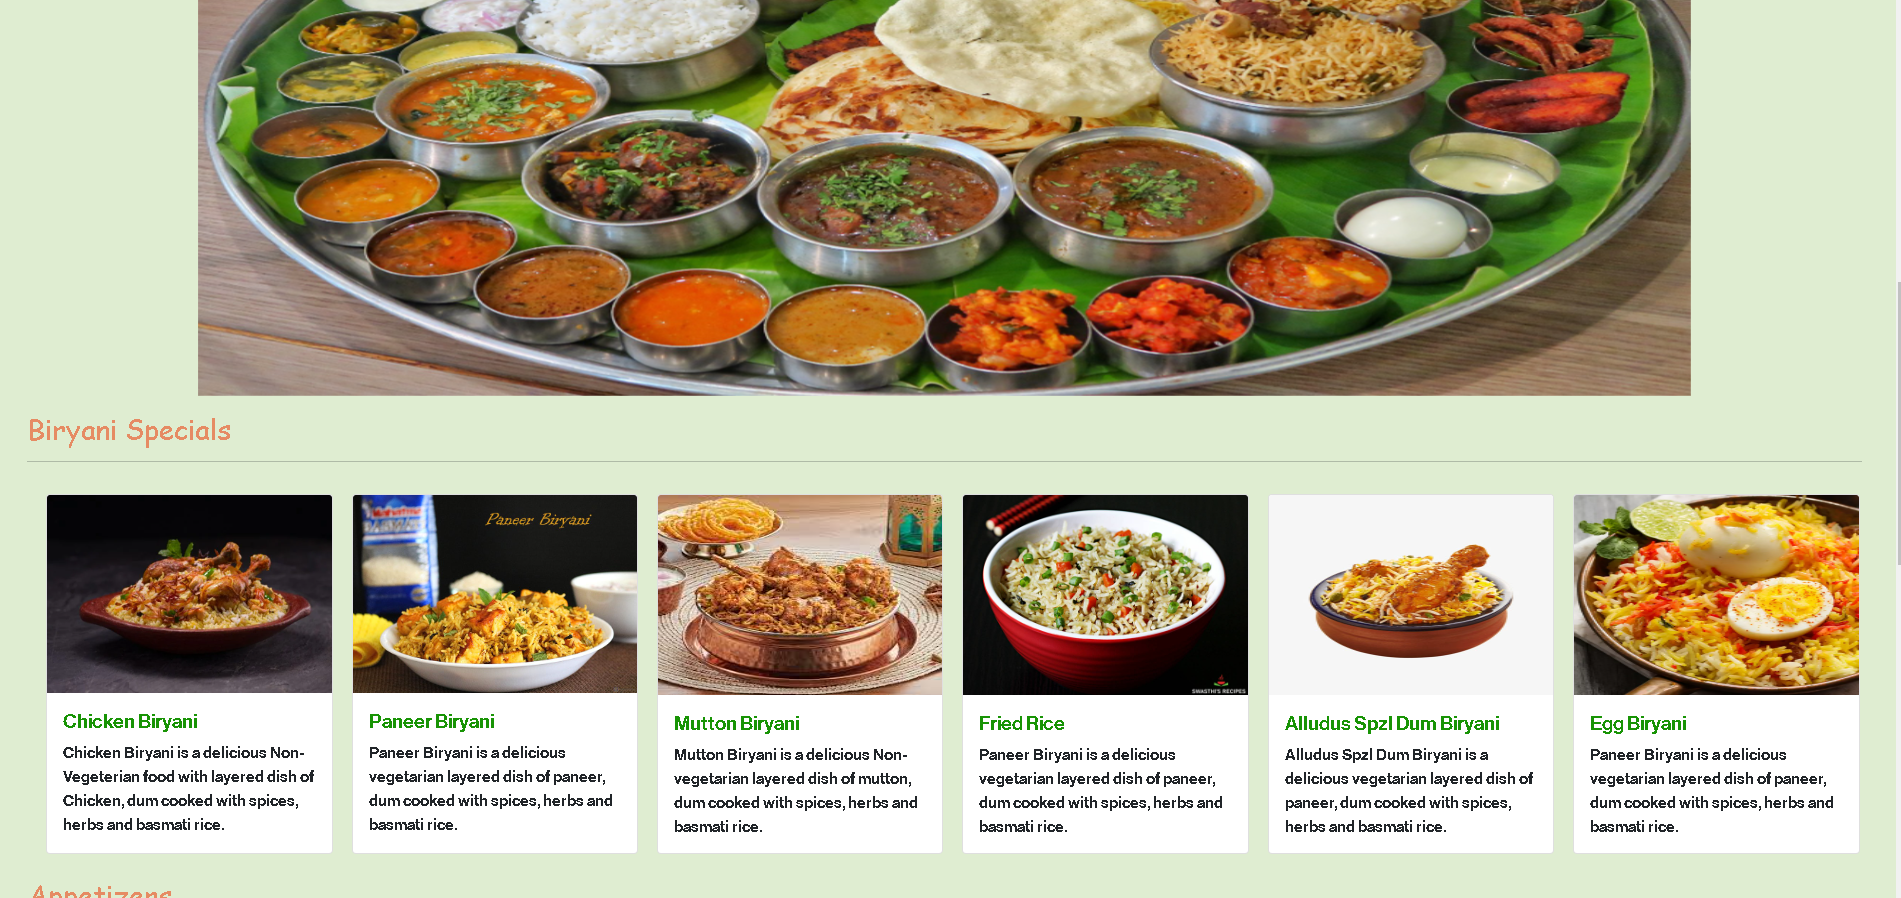 Biryani Specials
Paneer Biryani
SWASTHI'S RECIPES
Chicken Biryani
Chicken Biryani is a delicious Non-
Vegeterian food with layered dish of
Chicken, dum cooked with spices,
herbs and basmati rice.
Paneer Biryani
Paneer Biryani is a delicious
vegetarian layered dish of paneer,
dum cooked with spices, herbs and
basmati rice.
Mutton Biryani
Mutton Biryani is a delicious Non-
vegetarian layered dish of mutton,
dum cooked with spices, herbs and
basmati rice.
Fried Rice
Paneer Biryani is a delicious
vegetarian layered dish of paneer,
dum cooked with spices, herbs and
basmati rice.
Alludus Spzl Dum Biryani
Alludus Spzl Dum Biryani is a
delicious vegetarian layered dish of
paneer, dum cooked with spices,
herbs and basmati rice.
Egg Biryani
Paneer Biryani is a delicious
vegetarian layered dish of paneer,
dum cooked with spices, herbs and
basmati rice.
Appetizers